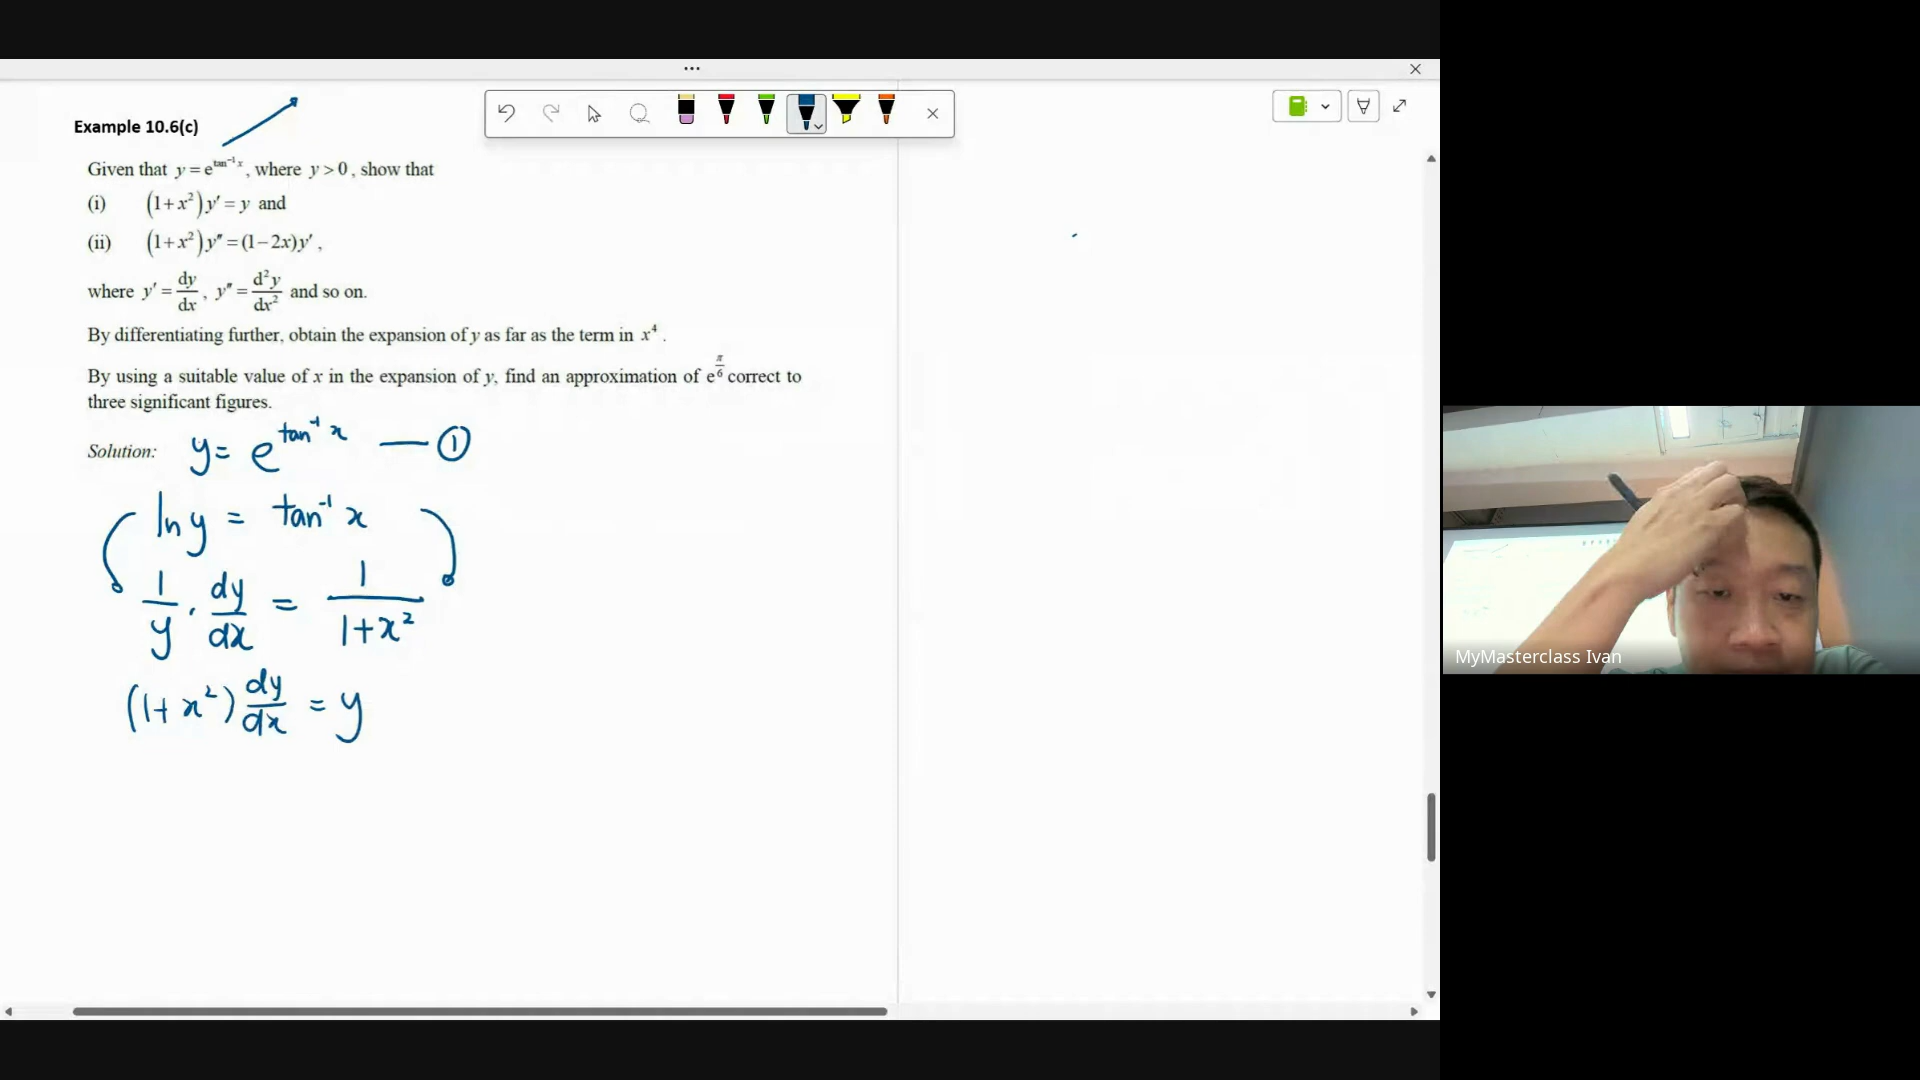 Example 10.6(c)
Given that y = e^{tan⁻¹ x}, where y > 0, show that
(i) (1+x²)y′ = y and
(ii) (1+x²)y″ = (1−2x)y′,
where y′ = dy/dx, y″ = d²y/dx² and so on.
By differentiating further, obtain the expansion of y as far as the term in x⁴.
By using a suitable value of x in the expansion of y, find an approximation of e^{π/6} correct to
three significant figures.
Solution: y = e^{tan⁻¹ x} — ①
ln y = tan⁻¹ x
1/y · dy/dx = 1/(1+x²)
(1+x²) dy/dx = y
MyMasterclass Ivan